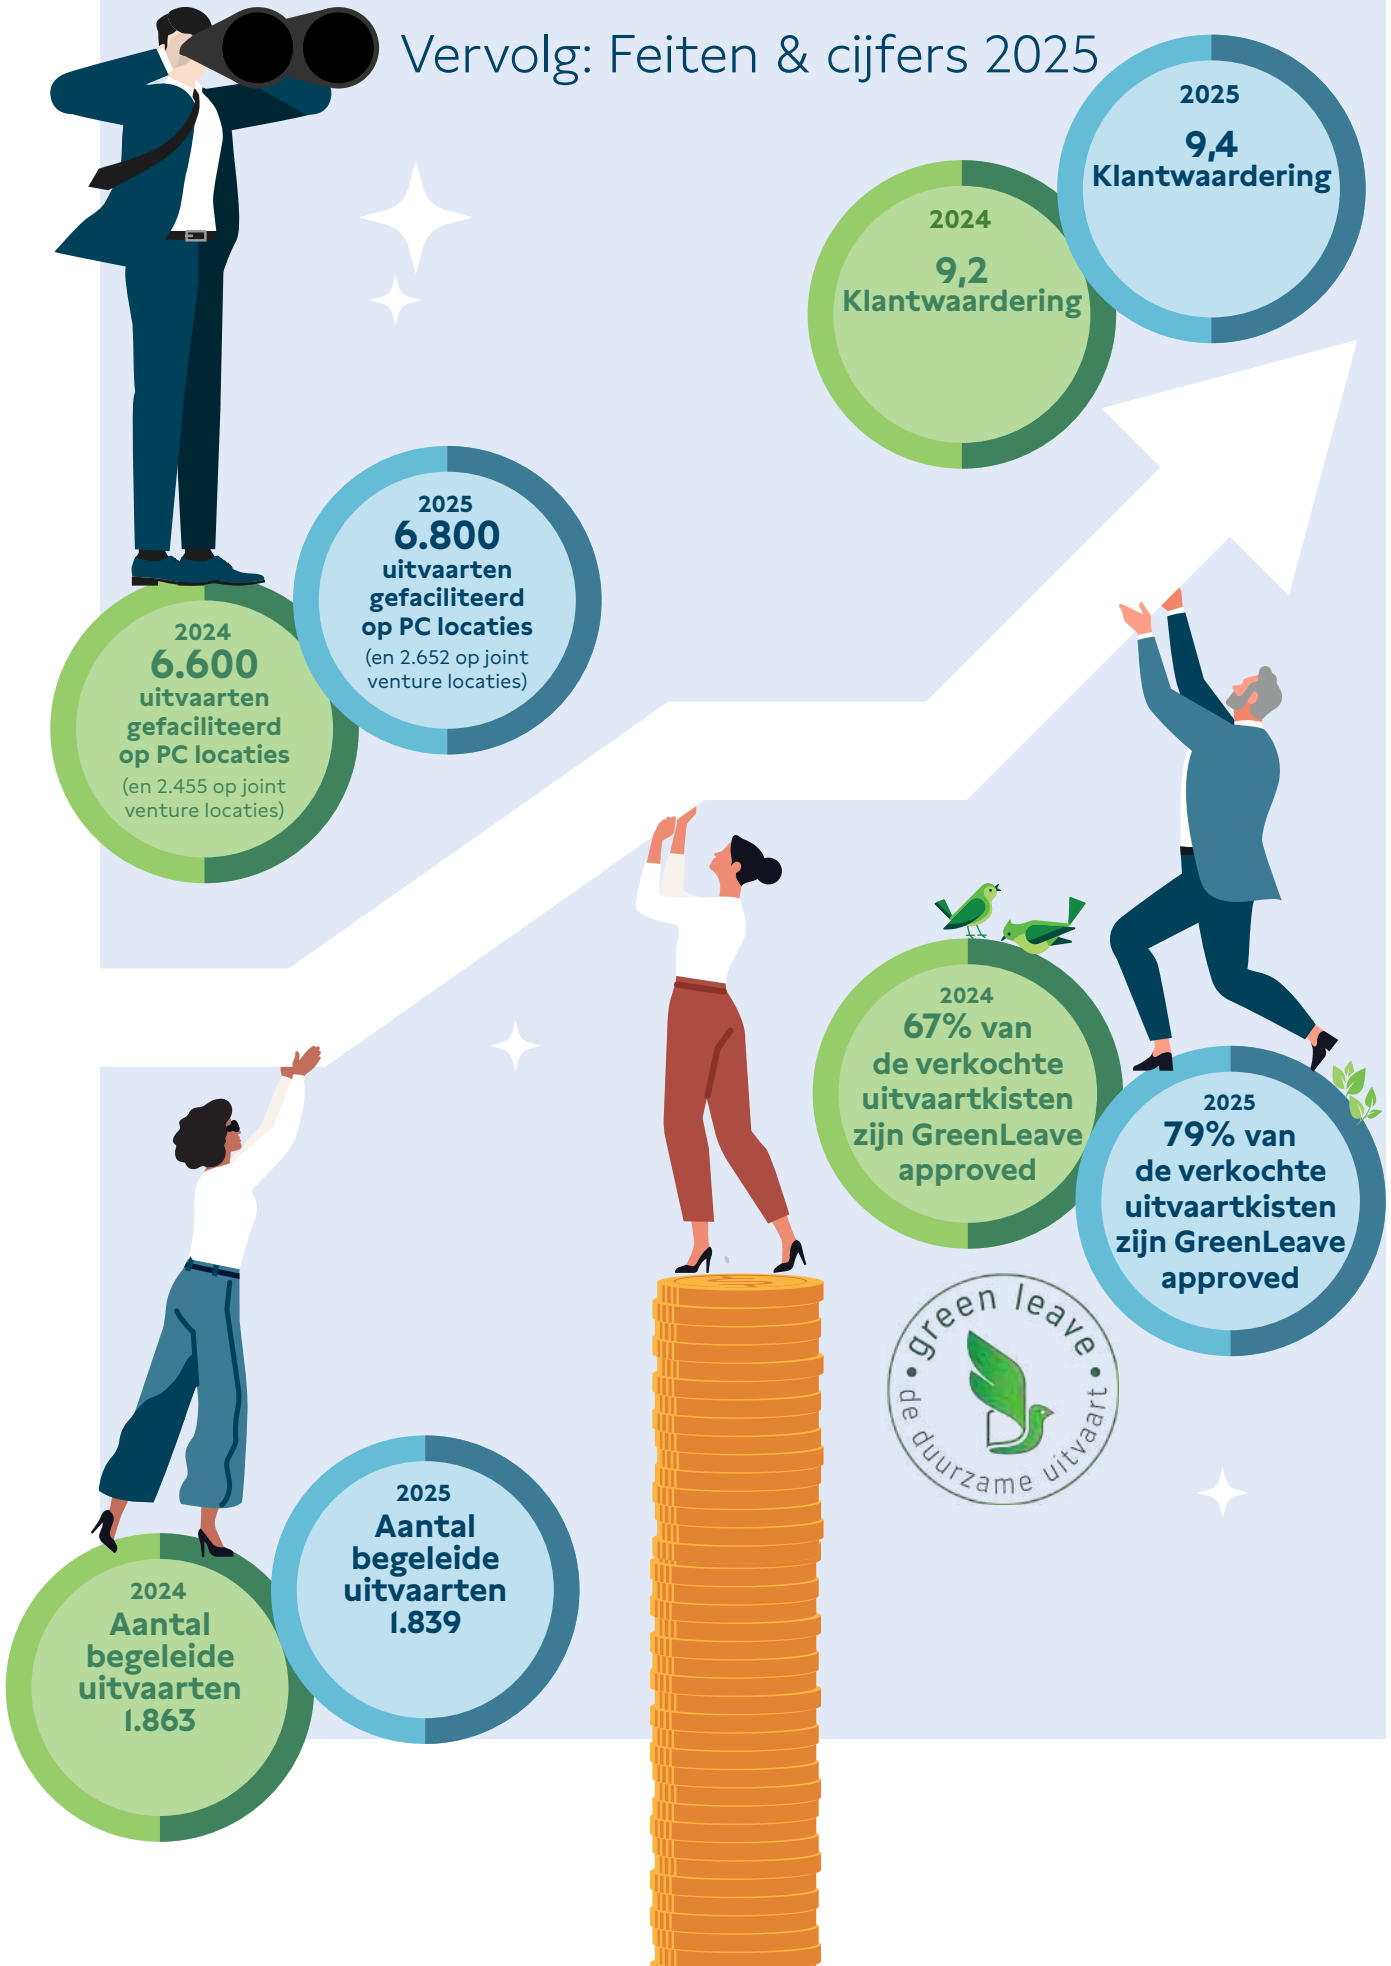 Vervolg: Feiten & cijfers 2025
2025
9,4
Klantwaardering
2024
9,2
Klantwaardering
2025
6.800
uitvaarten
gefaciliteerd
op PC locaties
(en 2.652 op joint
venture locaties)
2024
6.600
uitvaarten
gefaciliteerd
op PC locaties
(en 2.455 op joint
venture locaties)
2024
67% van
de verkochte
uitvaartkisten
zijn GreenLeave
approved
2025
79% van
de verkochte
uitvaartkisten
zijn GreenLeave
approved
• green leave •
de duurzame uitvaart
2025
Aantal
begeleide
uitvaarten
1.839
2024
Aantal
begeleide
uitvaarten
1.863